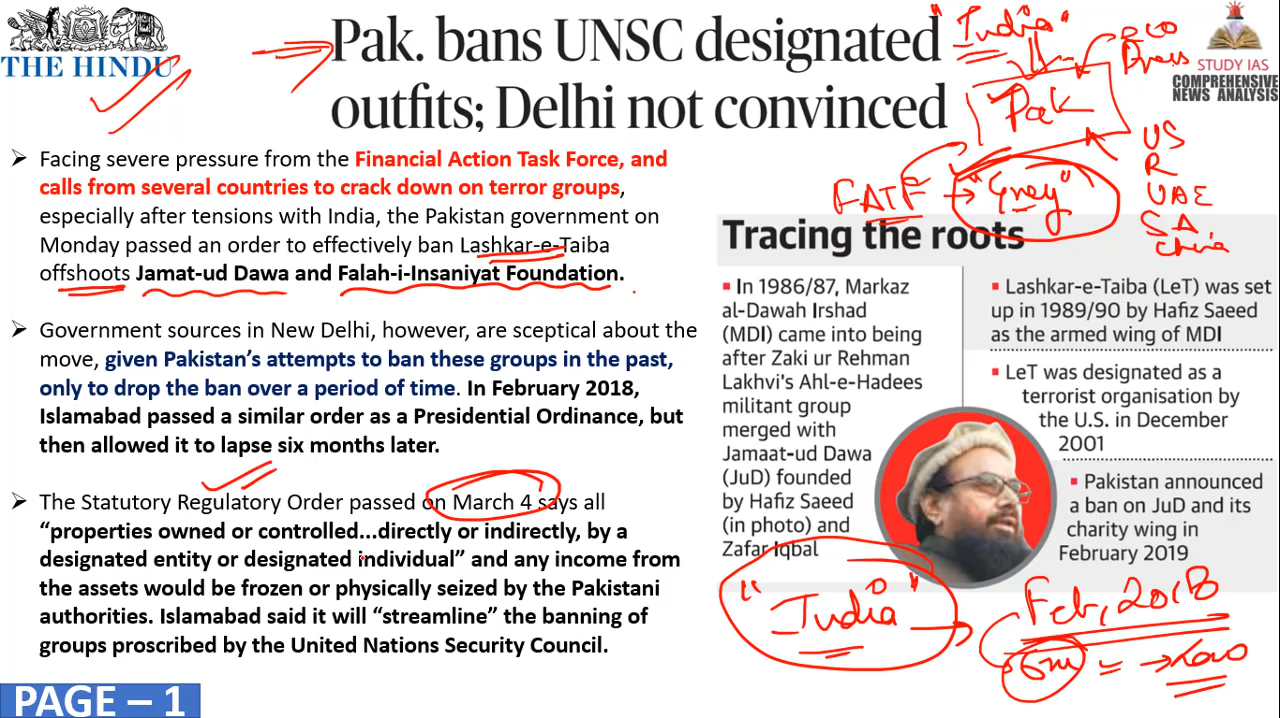 THE HINDU
Pak. bans UNSC designated
outfits; Delhi not convinced
"India"
Pak
FATF → "Grey"
US
R
UAE
SA
China
STUDY IAS
COMPREHENSIVE
NEWS ANALYSIS
➢ Facing severe pressure from the Financial Action Task Force, and
calls from several countries to crack down on terror groups,
especially after tensions with India, the Pakistan government on
Monday passed an order to effectively ban Lashkar-e-Taiba
offshoots Jamat-ud Dawa and Falah-i-Insaniyat Foundation.
➢ Government sources in New Delhi, however, are sceptical about the
move, given Pakistan's attempts to ban these groups in the past,
only to drop the ban over a period of time. In February 2018,
Islamabad passed a similar order as a Presidential Ordinance, but
then allowed it to lapse six months later.
➢ The Statutory Regulatory Order passed on March 4 says all
“properties owned or controlled...directly or indirectly, by a
designated entity or designated individual” and any income from
the assets would be frozen or physically seized by the Pakistani
authorities. Islamabad said it will “streamline” the banning of
groups proscribed by the United Nations Security Council.
Tracing the roots
▪ In 1986/87, Markaz
al-Dawah Irshad
(MDI) came into being
after Zaki ur Rehman
Lakhvi's Ahl-e-Hadees
militant group
merged with
Jamaat-ud Dawa
(JuD) founded
by Hafiz Saeed
(in photo) and
Zafar Iqbal
▪ Lashkar-e-Taiba (LeT) was set
up in 1989/90 by Hafiz Saeed
as the armed wing of MDI
▪ LeT was designated as a
terrorist organisation by
the U.S. in December
2001
▪ Pakistan announced
a ban on JuD and its
charity wing in
February 2019
"India" →
Feb, 2018
6m
PAGE – 1